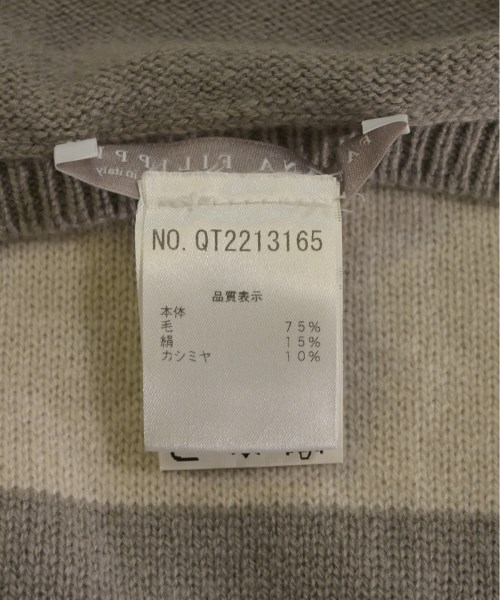 NO. QT2213165
品質表示
本体
毛 75%
絹 15%
カシミヤ 10%